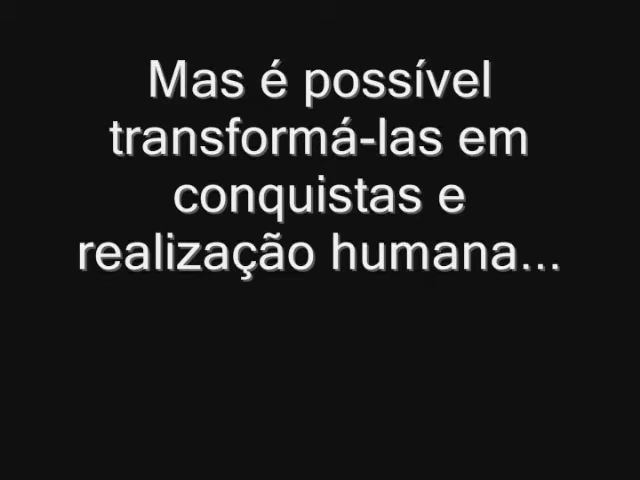 Mas é possível
transformá-las em
conquistas e
realização humana...